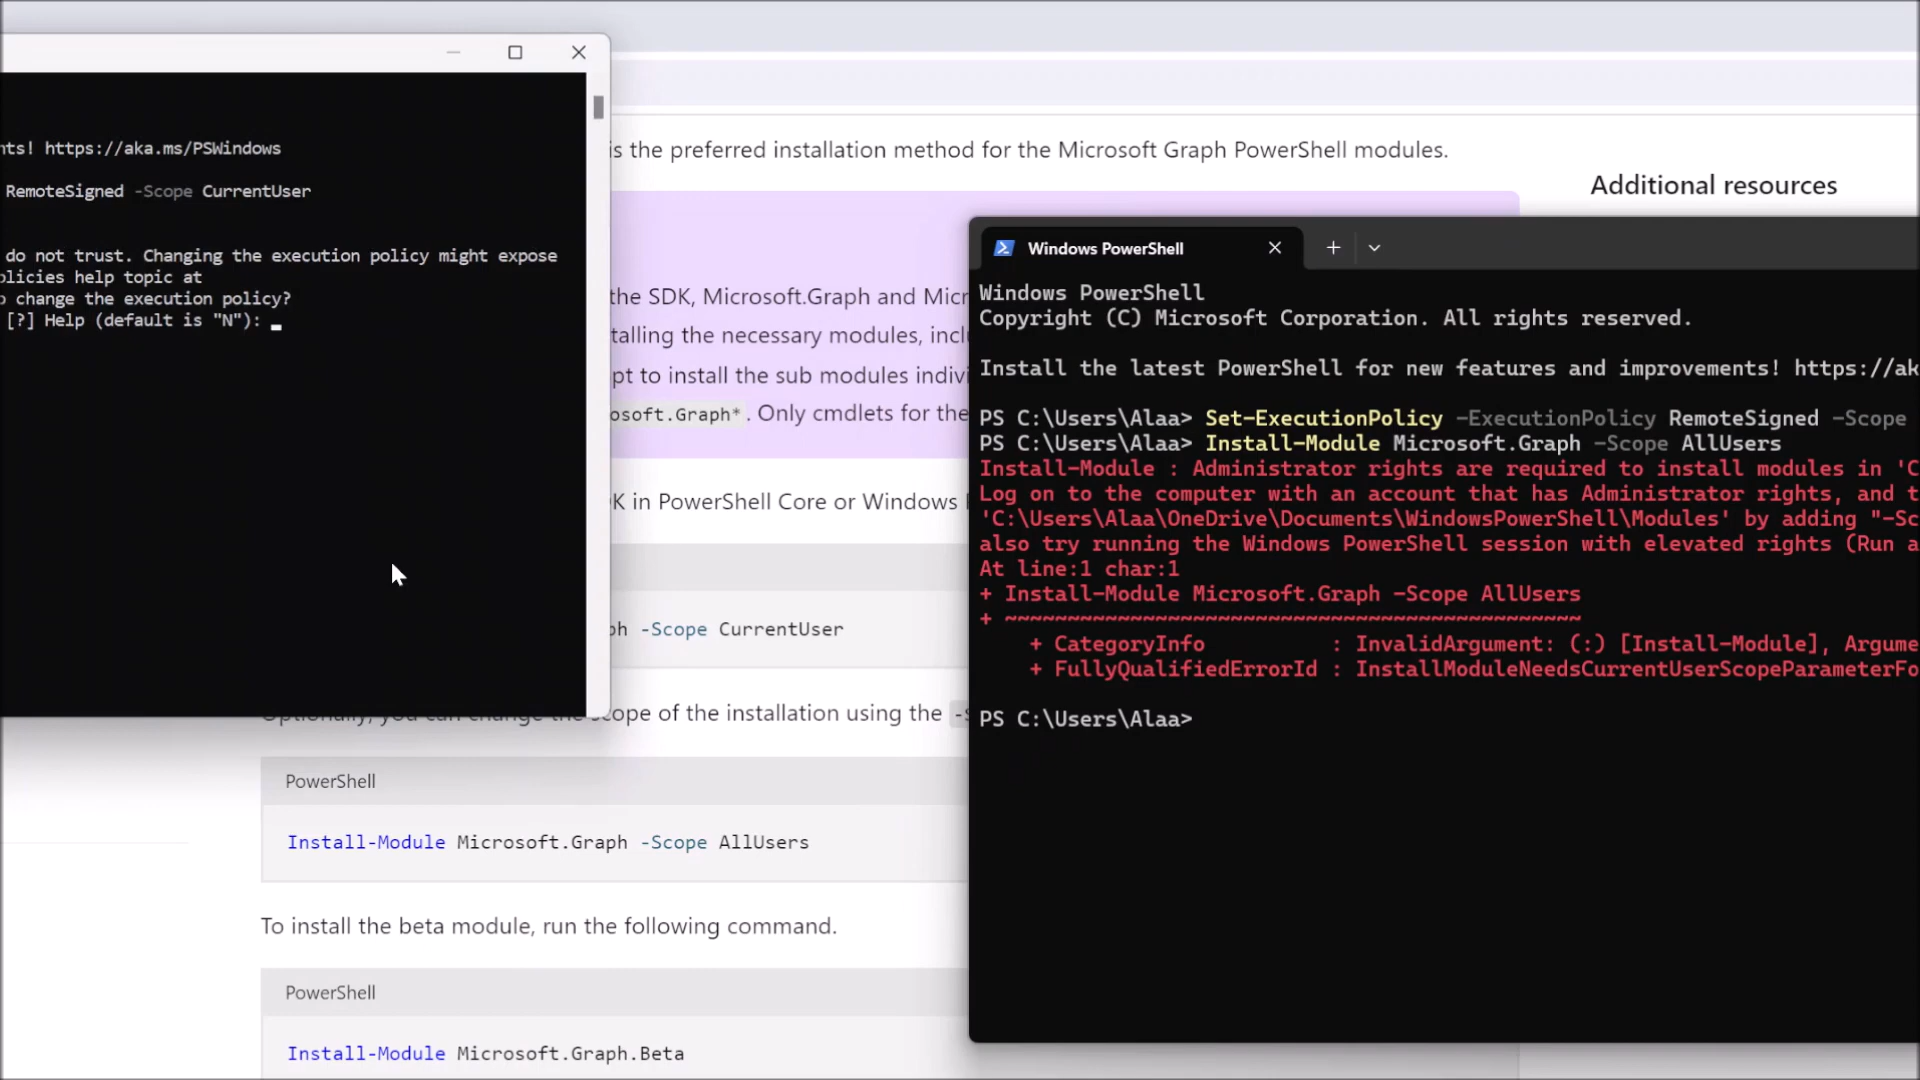 nts! https://aka.ms/PSWindows
RemoteSigned -Scope CurrentUser
do not trust. Changing the execution policy might expose
olicies help topic at
o change the execution policy?
[?] Help (default is "N"):
is the preferred installation method for the Microsoft Graph PowerShell modules.
Additional resources
the SDK, Microsoft.Graph and Micr
talling the necessary modules, inclu
pt to install the sub modules indivi
osoft.Graph*. Only cmdlets for the
K in PowerShell Core or Windows
ph -Scope CurrentUser
Optionally, you can change the scope of the installation using the -s
PowerShell
Install-Module Microsoft.Graph -Scope AllUsers
To install the beta module, run the following command.
PowerShell
Install-Module Microsoft.Graph.Beta
Windows PowerShell
Windows PowerShell
Copyright (C) Microsoft Corporation. All rights reserved.
Install the latest PowerShell for new features and improvements! https://ak
PS C:\Users\Alaa> Set-ExecutionPolicy -ExecutionPolicy RemoteSigned -Scope
PS C:\Users\Alaa> Install-Module Microsoft.Graph -Scope AllUsers
Install-Module : Administrator rights are required to install modules in 'C
Log on to the computer with an account that has Administrator rights, and t
'C:\Users\Alaa\OneDrive\Documents\WindowsPowerShell\Modules' by adding "-Sc
also try running the Windows PowerShell session with elevated rights (Run a
At line:1 char:1
+ Install-Module Microsoft.Graph -Scope AllUsers
+ ~~~~~~~~~~~~~~~~~~~~~~~~~~~~~~~~~~~~~~~~~~~~~~
+ CategoryInfo : InvalidArgument: (:) [Install-Module], Argume
+ FullyQualifiedErrorId : InstallModuleNeedsCurrentUserScopeParameterFo
PS C:\Users\Alaa>